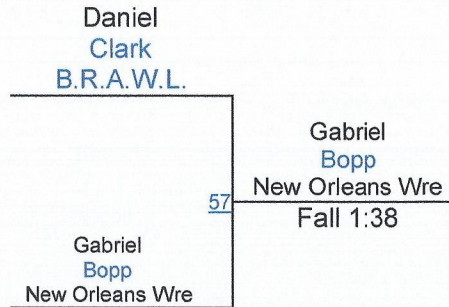 Daniel
Clark
B.R.A.W.L.
Gabriel
Bopp
New Orleans Wre
57
Fall 1:38
Gabriel
Bopp
New Orleans Wre